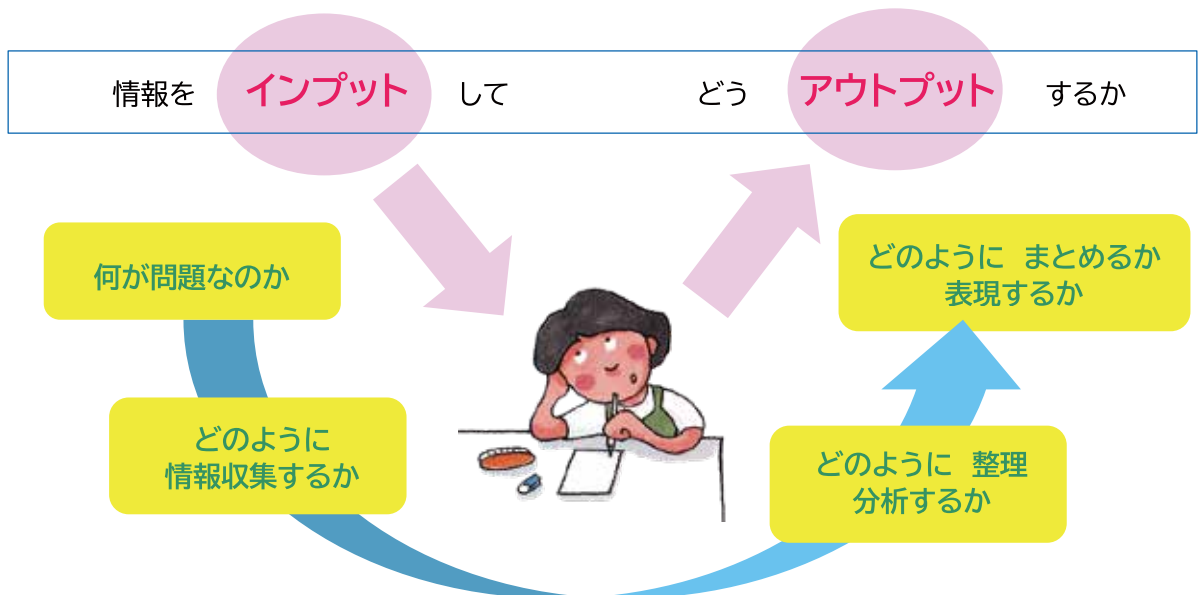 情報を インプット して どう アウトプット するか
何が問題なのか
どのように
情報収集するか
どのように 整理
分析するか
どのように まとめるか
表現するか